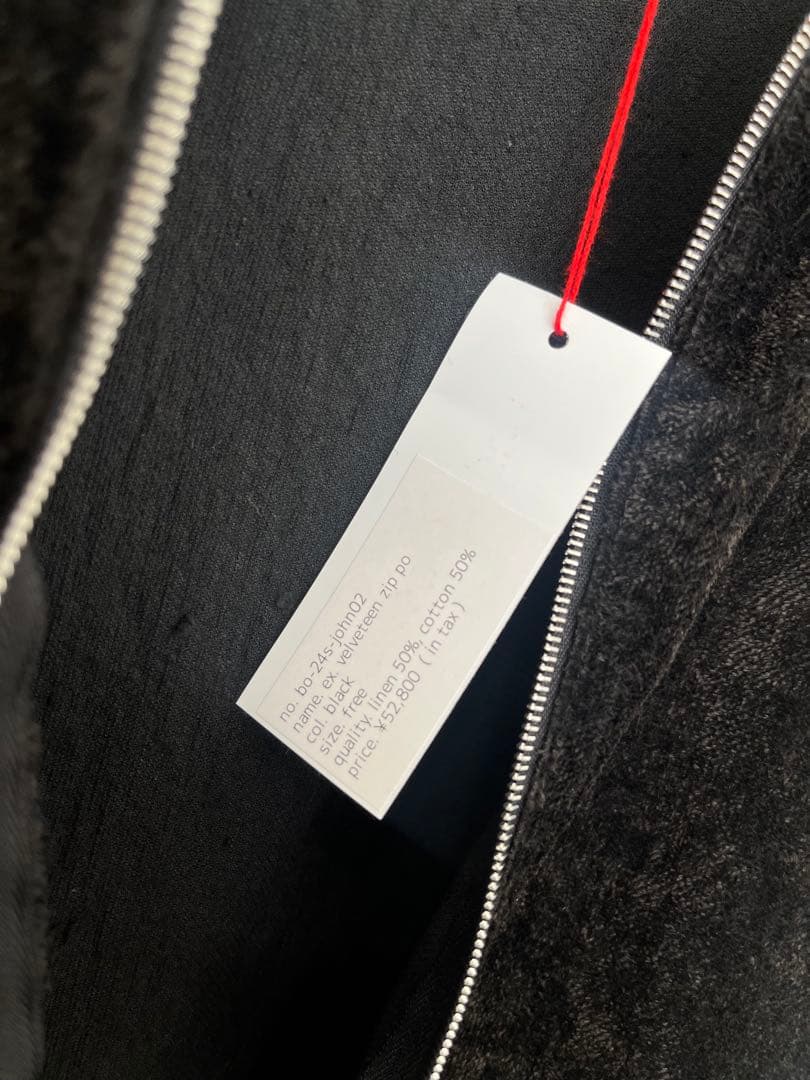 no. bo-24s-john02
name. ex. velveteen zip po
col. black
size. free
quality. linen 50%, cotton 50%
price. ¥52,800 ( in tax )